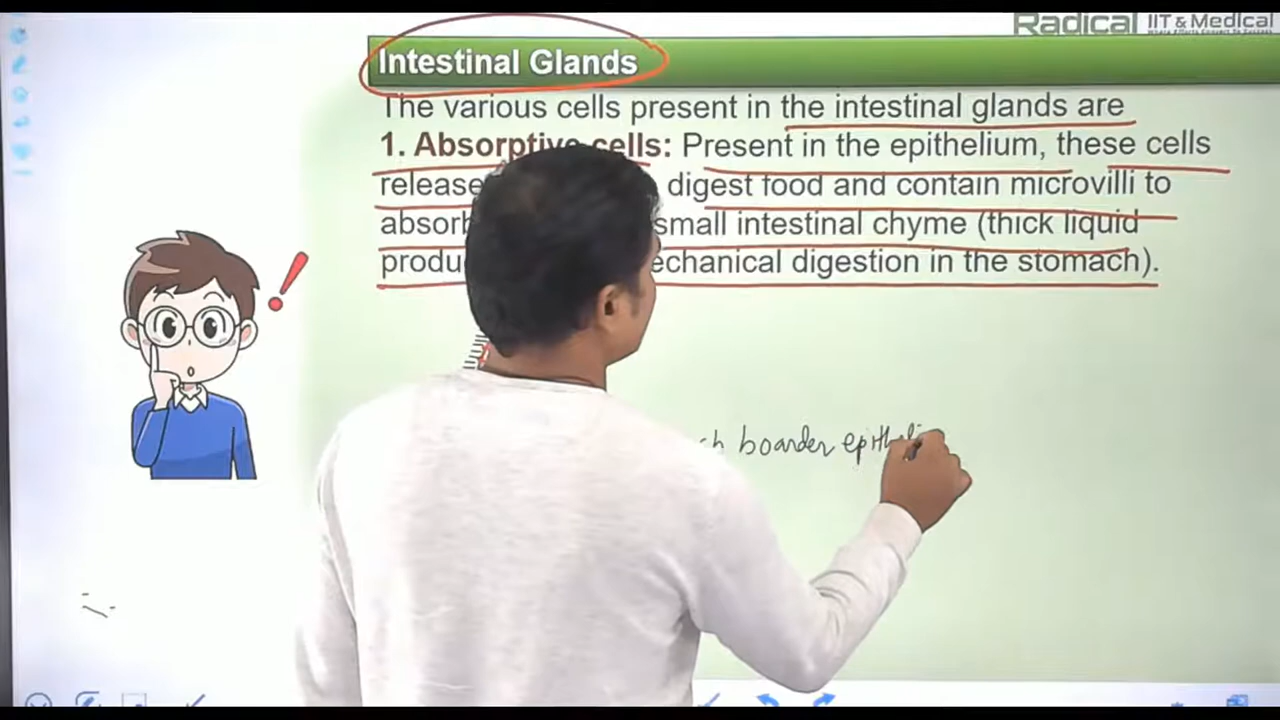 Radical IIT & Medical
Intestinal Glands
The various cells present in the intestinal glands are
1. Absorptive cells: Present in the epithelium, these cells
release digest food and contain microvilli to
absorb small intestinal chyme (thick liquid
produ echanical digestion in the stomach).
ch boarder epitheli